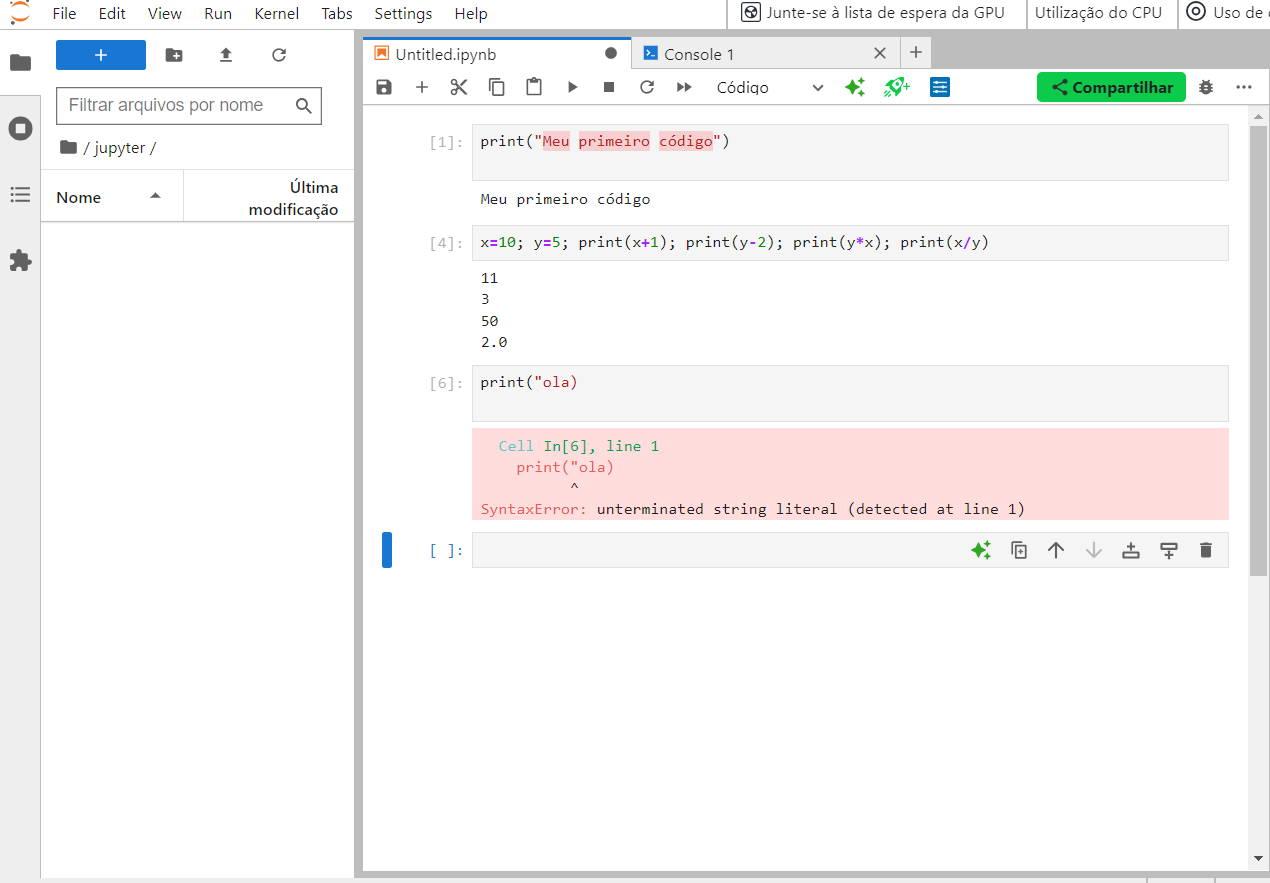 File Edit View Run Kernel Tabs Settings Help
Junte-se à lista de espera da GPU
Utilização do CPU
Uso de
Filtrar arquivos por nome
/ jupyter /
Nome
Última
modificação
Untitled.ipynb
Console 1
Código
Compartilhar
[1]: print("Meu primeiro código")
Meu primeiro código
[4]: x=10; y=5; print(x+1); print(y-2); print(y*x); print(x/y)
11
3
50
2.0
[6]: print("ola)
Cell In[6], line 1
print("ola)
^
SyntaxError: unterminated string literal (detected at line 1)
[ ]: